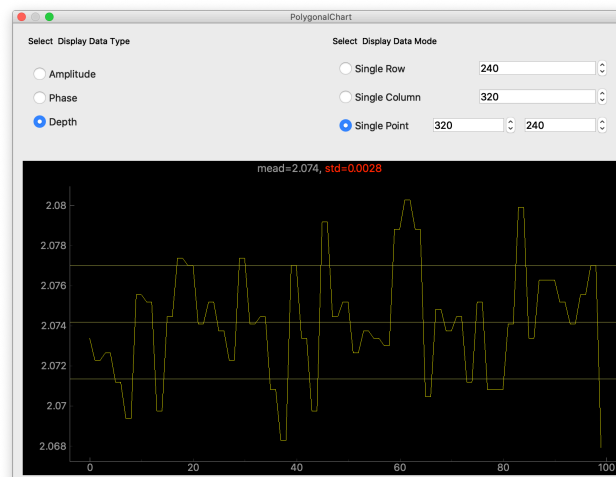 PolygonalChart
Select Display Data Type
Select Display Data Mode
Amplitude
Single Row 240
Phase
Single Column 320
Depth
Single Point 320 240
mead=2.074, std=0.0028
2.08
2.078
2.076
2.074
2.072
2.07
2.068
0 20 40 60 80 100